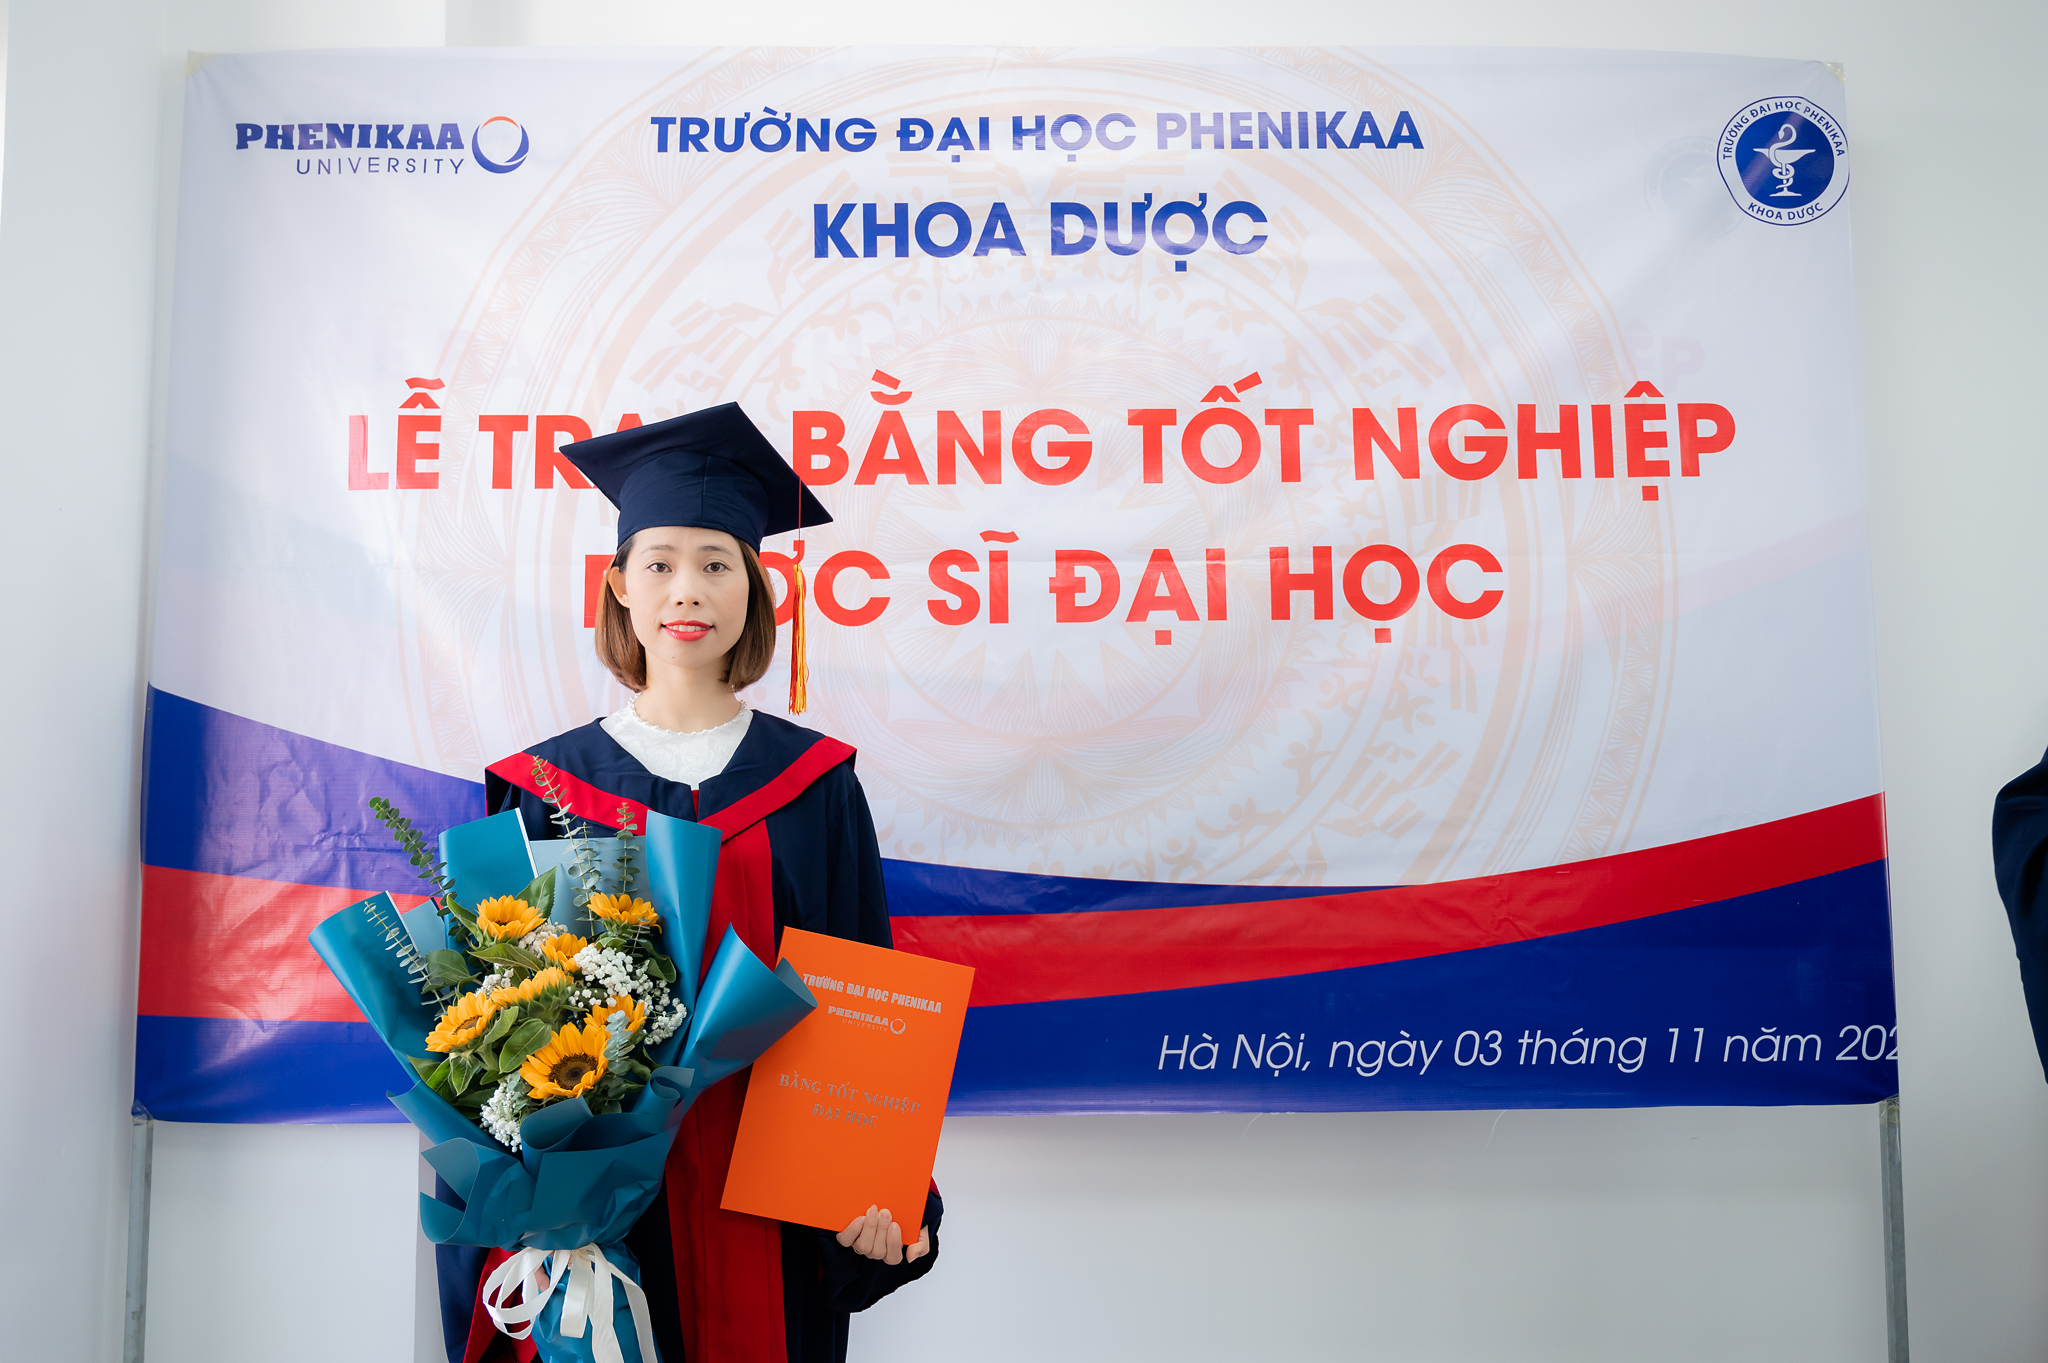 PHENIKAA
UNIVERSITY
TRƯỜNG ĐẠI HỌC PHENIKAA
KHOA DƯỢC
TRƯỜNG ĐẠI HỌC PHENIKAA
KHOA DƯỢC
LỄ BẰNG TỐT NGHIỆP
SĨ ĐẠI HỌC
Hà Nội, ngày 03 tháng 11 năm
TRƯỜNG ĐẠI HỌC PHENIKAA
PHENIKAA
UNIVERSITY
BẰNG TỐT NGHIỆP
ĐẠI HỌC